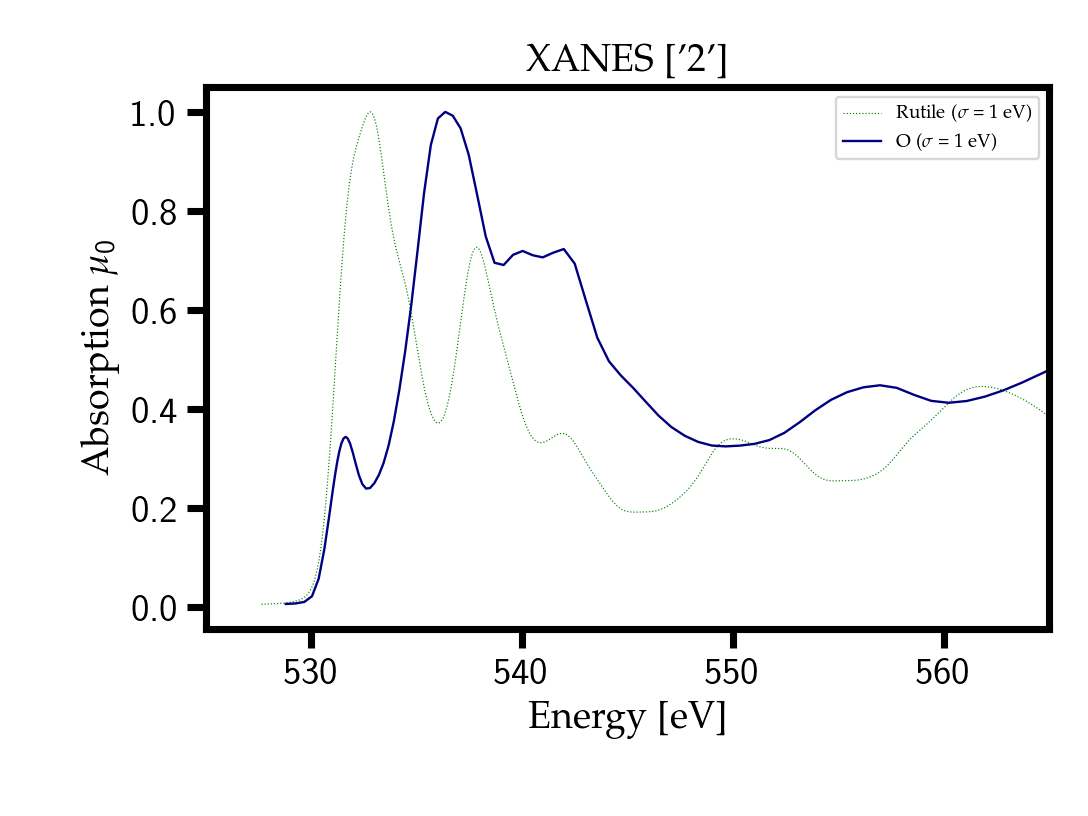 XANES ['2']
Rutile (σ = 1 eV)
O (σ = 1 eV)
Absorption μ₀
1.0
0.8
0.6
0.4
0.2
0.0
530 540 550 560
Energy [eV]